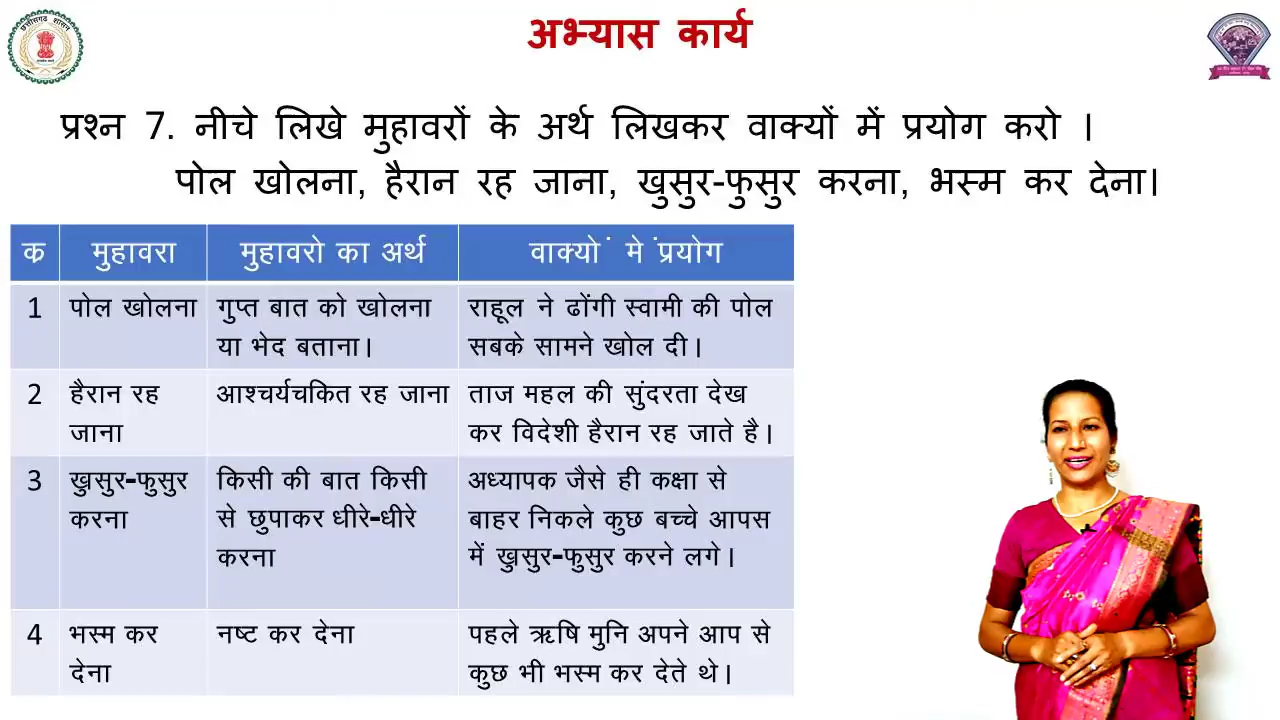 अभ्यास कार्य
छत्तीसगढ़ शासन
प्रश्न 7. नीचे लिखे मुहावरों के अर्थ लिखकर वाक्यों में प्रयोग करो ।
पोल खोलना, हैरान रह जाना, खुसुर-फुसुर करना, भस्म कर देना।
क्र मुहावरा मुहावरो का अर्थ वाक्यो ं मे ंप्रयोग
1 पोल खोलना गुप्त बात को खोलना राहूल ने ढोंगी स्वामी की पोल
या भेद बताना। सबके सामने खोल दी।
2 हैरान रह आश्चर्यचकित रह जाना ताज महल की सुंदरता देख
जाना कर विदेशी हैरान रह जाते है।
3 खुसुर-फुसुर किसी की बात किसी अध्यापक जैसे ही कक्षा से
करना से छुपाकर धीरे-धीरे बाहर निकले कुछ बच्चे आपस
करना में खुसुर-फुसुर करने लगे।
4 भस्म कर नष्ट कर देना पहले ऋषि मुनि अपने आप से
देना कुछ भी भस्म कर देते थे।